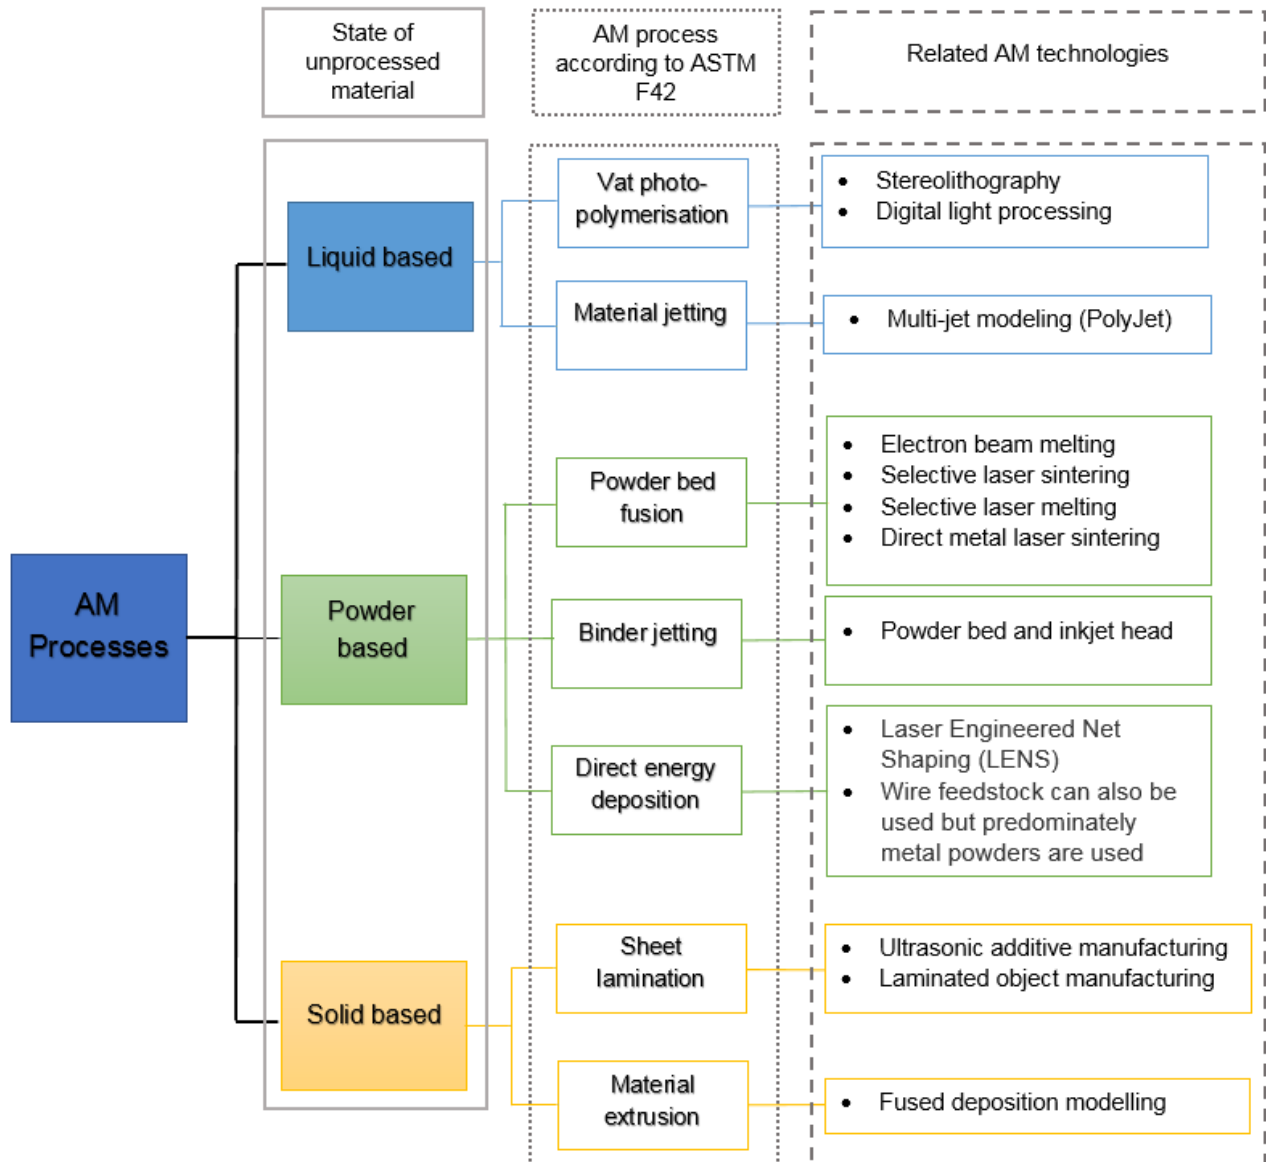 State of
unprocessed
material
AM process
according to ASTM
F42
Related AM technologies
AM
Processes
Liquid based
Vat photo-
polymerisation
• Stereolithography
• Digital light processing
Material jetting
• Multi-jet modeling (PolyJet)
Powder
based
Powder bed
fusion
• Electron beam melting
• Selective laser sintering
• Selective laser melting
• Direct metal laser sintering
Binder jetting
• Powder bed and inkjet head
Direct energy
deposition
• Laser Engineered Net
Shaping (LENS)
• Wire feedstock can also be
used but predominately
metal powders are used
Solid based
Sheet
lamination
• Ultrasonic additive manufacturing
• Laminated object manufacturing
Material
extrusion
• Fused deposition modelling